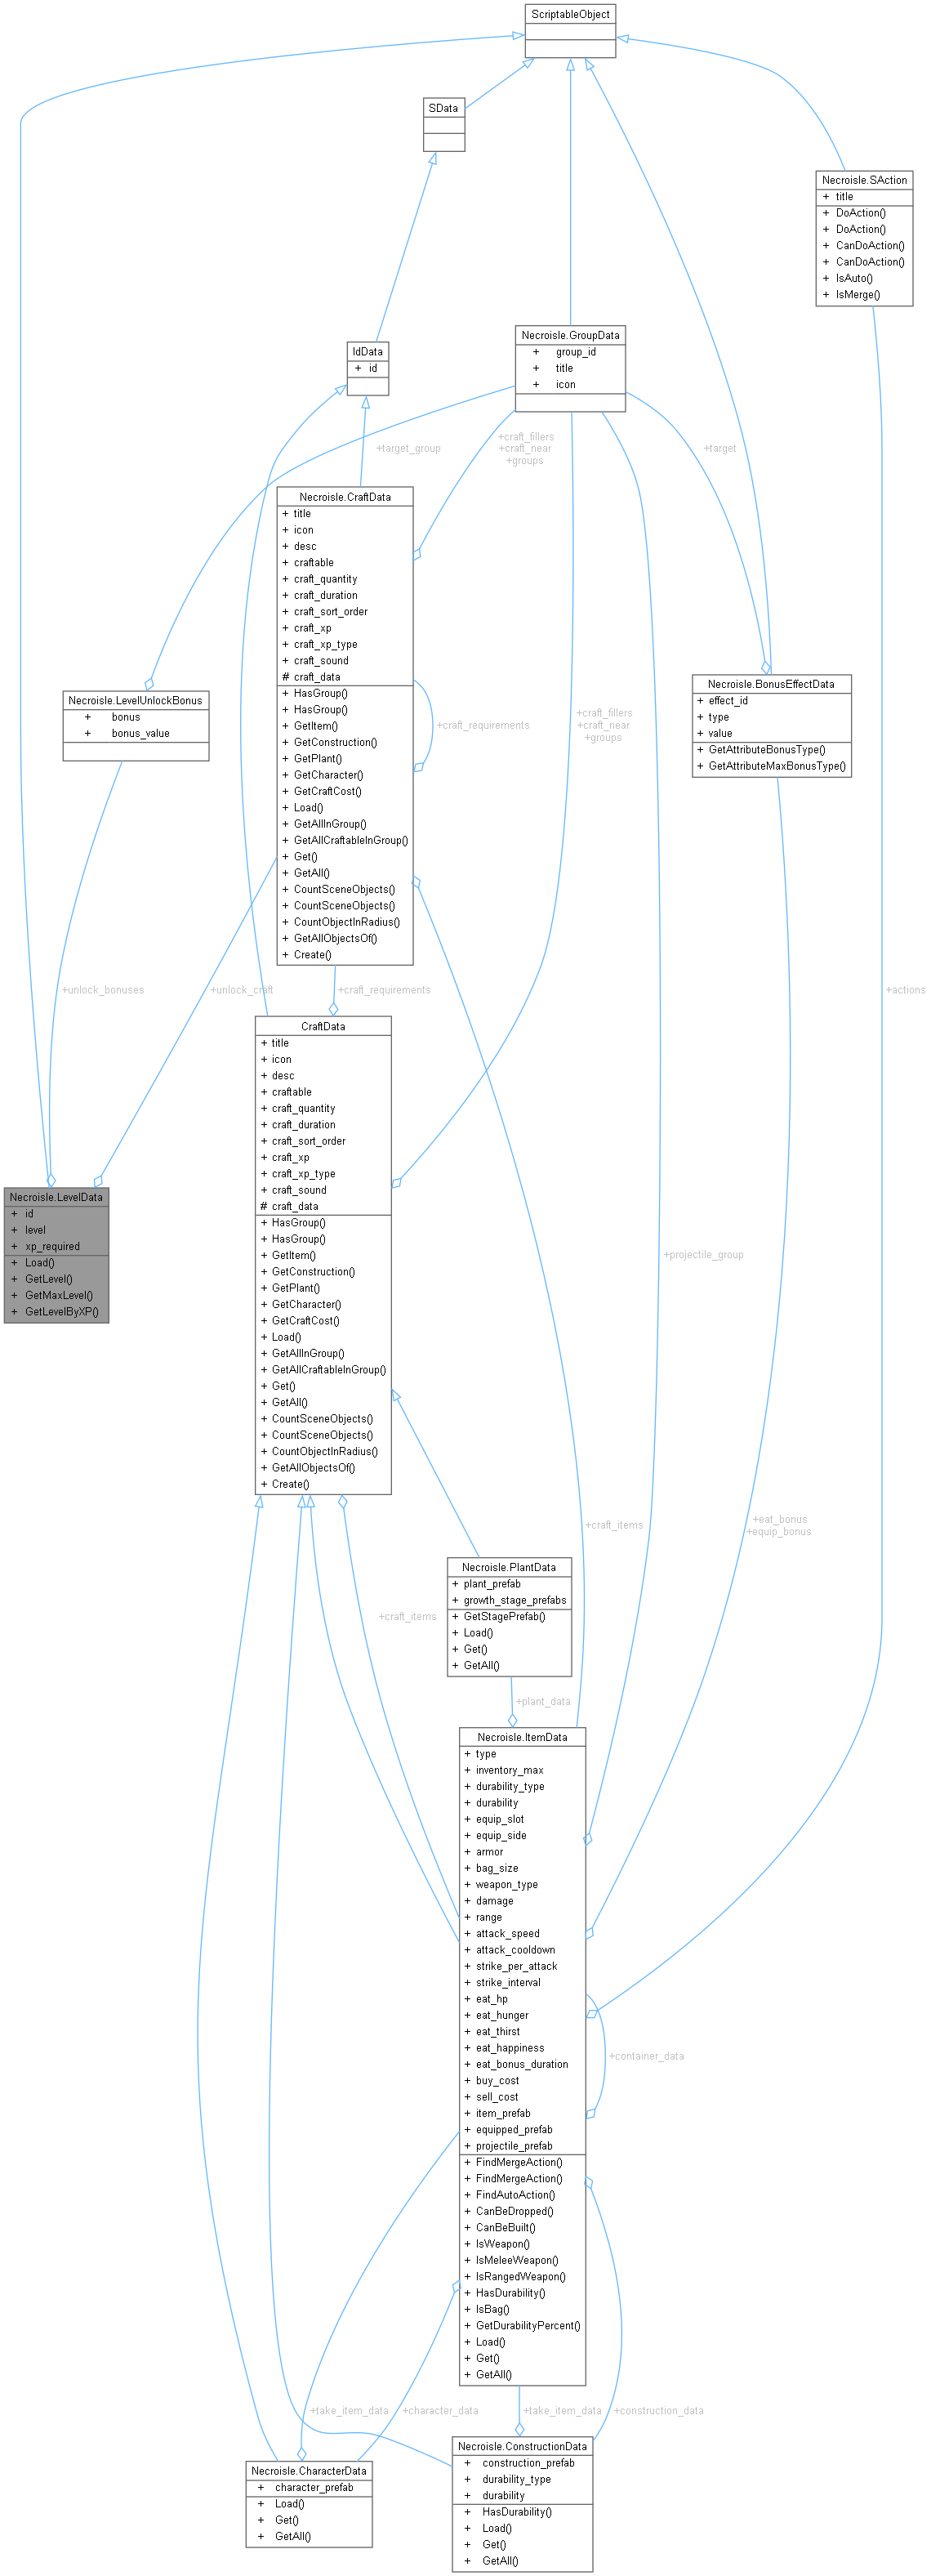 ScriptableObject
SData
Necroisle.SAction
+ title
+ DoAction()
+ DoAction()
+ CanDoAction()
+ CanDoAction()
+ IsAuto()
+ IsMerge()
Necroisle.GroupData
+ group_id
+ title
+ icon
IdData
+ id
+target_group
+craft_fillers
+craft_near
+groups
+target
Necroisle.CraftData
+ title
+ icon
+ desc
+ craftable
+ craft_quantity
+ craft_duration
+ craft_sort_order
+ craft_xp
+ craft_xp_type
+ craft_sound
# craft_data
+ HasGroup()
+ HasGroup()
+ GetItem()
+ GetConstruction()
+ GetPlant()
+ GetCharacter()
+ GetCraftCost()
+ Load()
+ GetAllInGroup()
+ GetAllCraftableInGroup()
+ Get()
+ GetAll()
+ CountSceneObjects()
+ CountSceneObjects()
+ CountObjectInRadius()
+ GetAllObjectsOf()
+ Create()
+craft_requirements
+craft_fillers
+craft_near
+groups
Necroisle.LevelUnlockBonus
+ bonus
+ bonus_value
Necroisle.BonusEffectData
+ effect_id
+ type
+ value
+ GetAttributeBonusType()
+ GetAttributeMaxBonusType()
+unlock_bonuses
+unlock_craft
+craft_requirements
+actions
CraftData
+ title
+ icon
+ desc
+ craftable
+ craft_quantity
+ craft_duration
+ craft_sort_order
+ craft_xp
+ craft_xp_type
+ craft_sound
# craft_data
+ HasGroup()
+ HasGroup()
+ GetItem()
+ GetConstruction()
+ GetPlant()
+ GetCharacter()
+ GetCraftCost()
+ Load()
+ GetAllInGroup()
+ GetAllCraftableInGroup()
+ Get()
+ GetAll()
+ CountSceneObjects()
+ CountSceneObjects()
+ CountObjectInRadius()
+ GetAllObjectsOf()
+ Create()
Necroisle.LevelData
+ id
+ level
+ xp_required
+ Load()
+ GetLevel()
+ GetMaxLevel()
+ GetLevelByXP()
+projectile_group
+craft_items
+eat_bonus
+equip_bonus
Necroisle.PlantData
+ plant_prefab
+ growth_stage_prefabs
+ GetStagePrefab()
+ Load()
+ Get()
+ GetAll()
+craft_items
+plant_data
Necroisle.ItemData
+ type
+ inventory_max
+ durability_type
+ durability
+ equip_slot
+ equip_side
+ armor
+ bag_size
+ weapon_type
+ damage
+ range
+ attack_speed
+ attack_cooldown
+ strike_per_attack
+ strike_interval
+ eat_hp
+ eat_hunger
+ eat_thirst
+ eat_happiness
+ eat_bonus_duration
+ buy_cost
+ sell_cost
+ item_prefab
+ equipped_prefab
+ projectile_prefab
+ FindMergeAction()
+ FindMergeAction()
+ FindAutoAction()
+ CanBeDropped()
+ CanBeBuilt()
+ IsWeapon()
+ IsMeleeWeapon()
+ IsRangedWeapon()
+ HasDurability()
+ IsBag()
+ GetDurabilityPercent()
+ Load()
+ Get()
+ GetAll()
+container_data
+take_item_data
+character_data
+take_item_data
+construction_data
Necroisle.CharacterData
+ character_prefab
+ Load()
+ Get()
+ GetAll()
Necroisle.ConstructionData
+ construction_prefab
+ durability_type
+ durability
+ HasDurability()
+ Load()
+ Get()
+ GetAll()